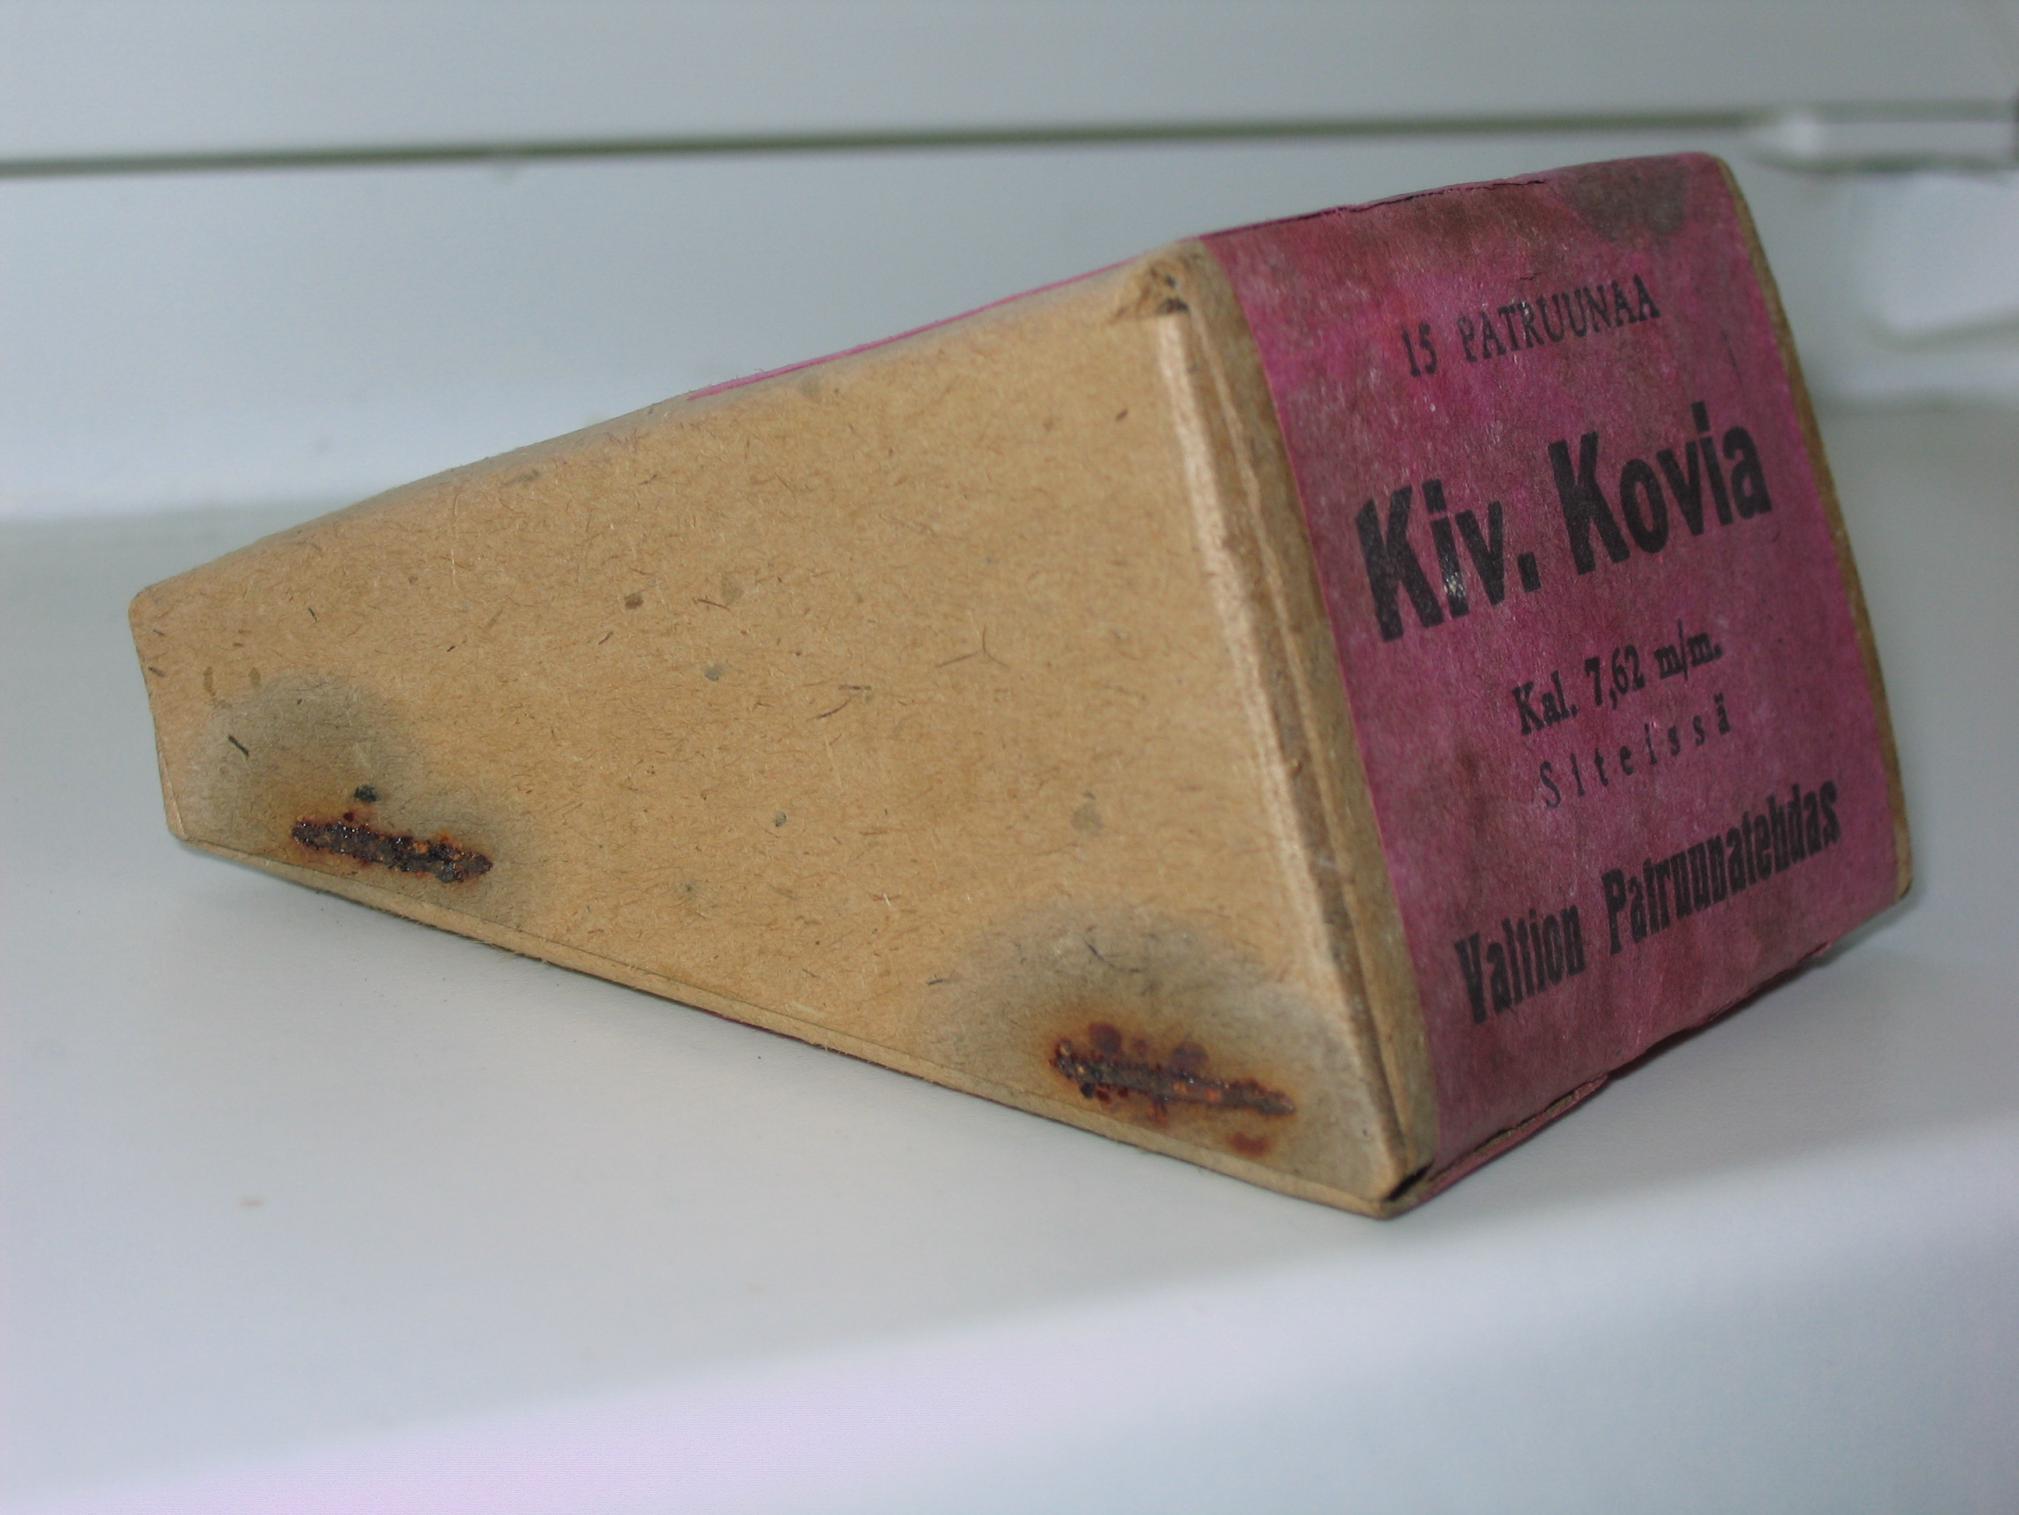 15 PATRUUNAA
Kiv. Kovia
Kal. 7,62 m/m.
Siteissä
Valtion Patruunatehdas